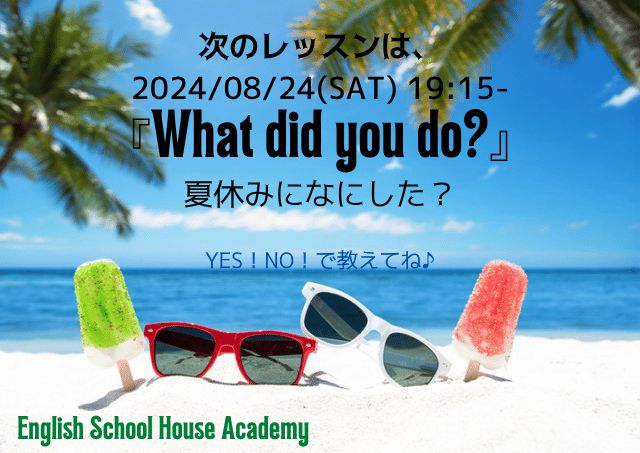 次のレッスンは、
2024/08/24(SAT) 19:15-
『What did you do?』
夏休みになにした？
YES！NO！で教えてね♪
English School House Academy